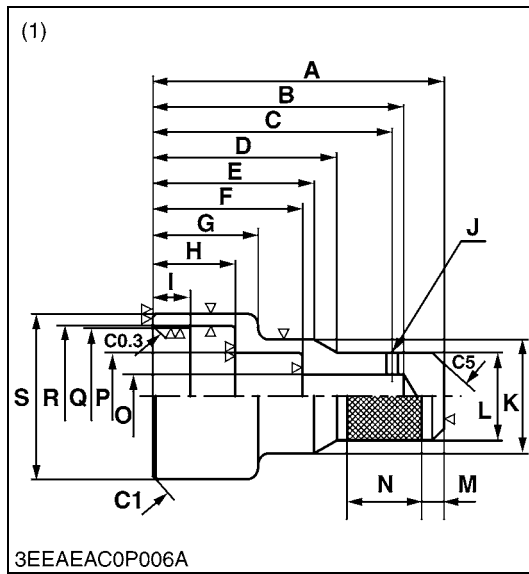 (1)
A
B
C
D
E
F
G
H
I
J
C0.3
C5
S R Q P O
L K
N M
C1
3EEAEAC0P006A